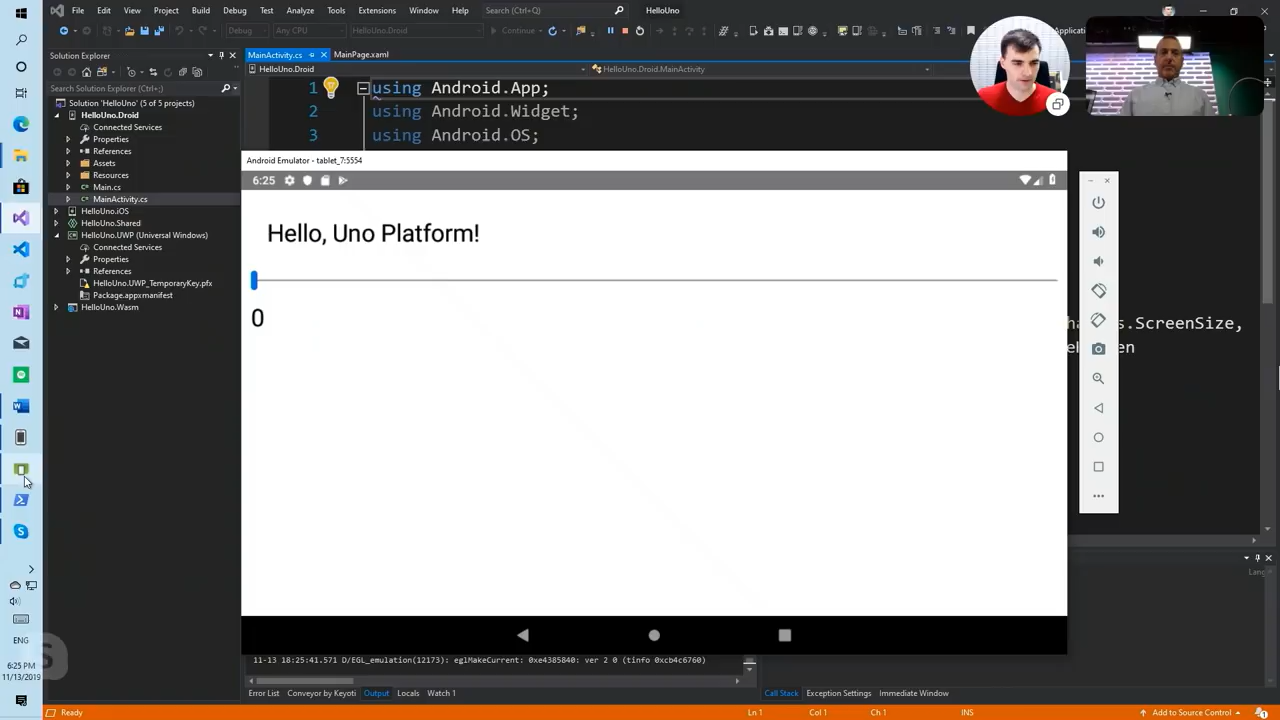 File Edit View Project Build Debug Test Analyze Tools Extensions Window Help Search (Ctrl+Q) HelloUno
Debug Any CPU HelloUno.Droid Continue Application
Solution Explorer
Search Solution Explorer (Ctrl+;)
Solution 'HelloUno' (5 of 5 projects)
HelloUno.Droid
Connected Services
Properties
References
Assets
Resources
Main.cs
MainActivity.cs
HelloUno.iOS
HelloUno.Shared
HelloUno.UWP (Universal Windows)
Connected Services
Properties
References
HelloUno.UWP_TemporaryKey.pfx
Package.appxmanifest
HelloUno.Wasm
MainActivity.cs MainPage.xaml
HelloUno.Droid HelloUno.Droid.MainActivity
1 using Android.App;
2 using Android.Widget;
3 using Android.OS;
s.ScreenSize,
en
Android Emulator - tablet_7:5554
6:25
Hello, Uno Platform!
0
11-13 18:25:41.571 D/EGL_emulation(12173): eglMakeCurrent: 0xe4385840: ver 2 0 (tinfo 0xcb4c6760)
Error List Conveyor by Keyoti Output Locals Watch 1
Call Stack Exception Settings Immediate Window
Lang
Ready Ln 1 Col 1 Ch 1 INS Add to Source Control 1
ENG
6:25 PM
11/13/2019